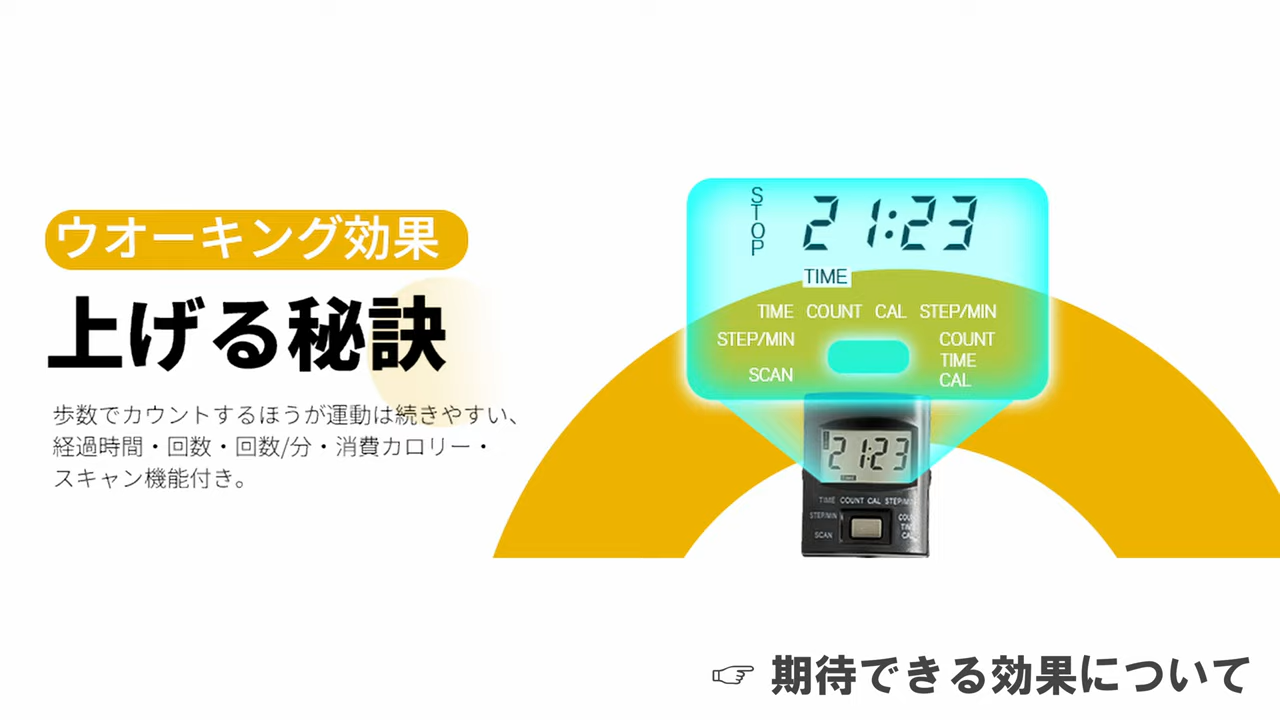 ウオーキング効果
上げる秘訣
歩数でカウントするほうが運動は続きやすい、
経過時間・回数・回数/分・消費カロリー・
スキャン機能付き。
STOP
21:23
TIME
TIME COUNT CAL STEP/MIN
STEP/MIN COUNT
TIME
SCAN CAL
21:23
TIME COUNT CAL STEP/MIN
STEP/MIN COU
TIM
SCAN CAL
☞ 期待できる効果について